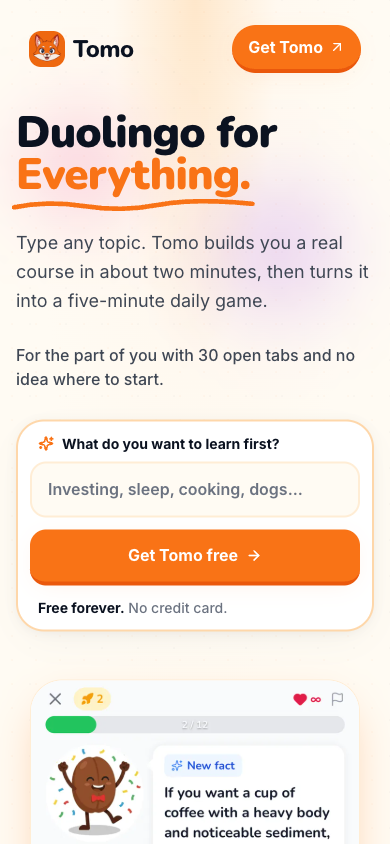 Tomo
Get Tomo
Duolingo for
Everything.
Type any topic. Tomo builds you a real
course in about two minutes, then turns it
into a five-minute daily game.
For the part of you with 30 open tabs and no
idea where to start.
What do you want to learn first?
Investing, sleep, cooking, dogs...
Get Tomo free
Free forever. No credit card.
2
∞
2 / 12
New fact
If you want a cup of
coffee with a heavy body
and noticeable sediment,